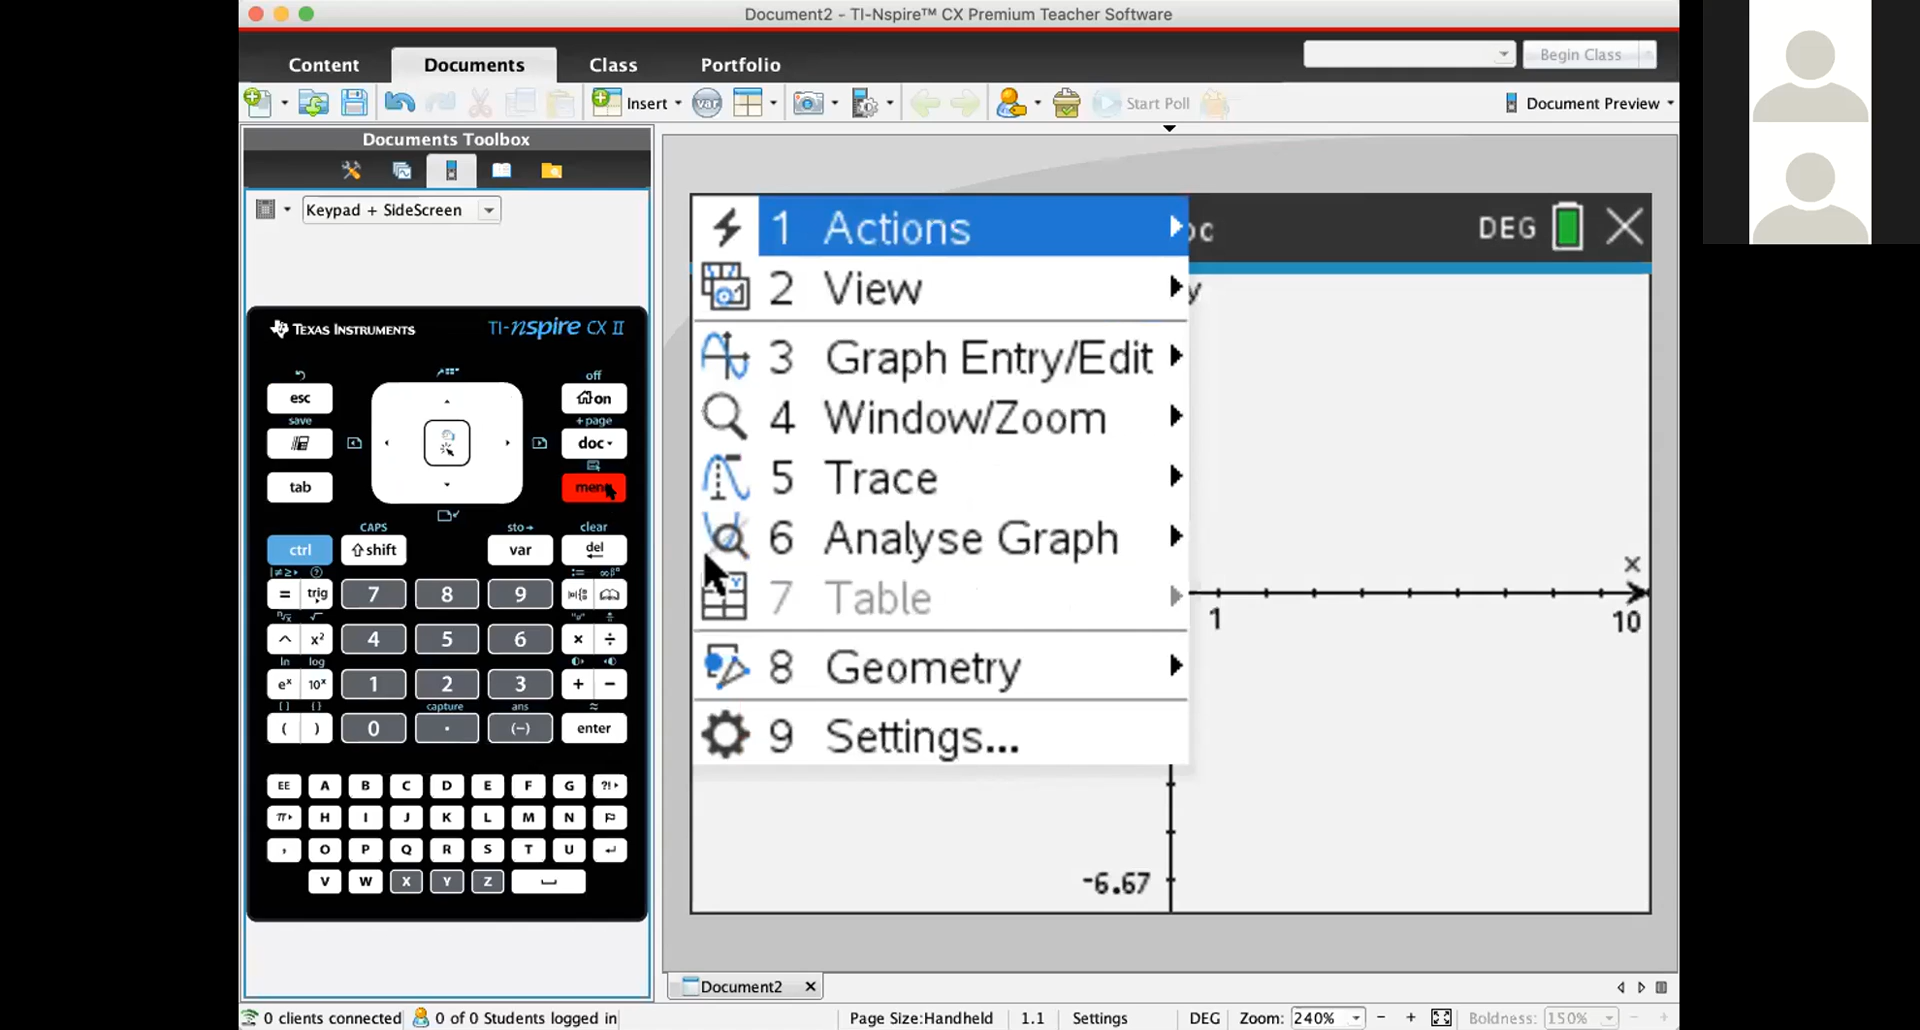 Document2 - TI-Nspire™ CX Premium Teacher Software
Content Documents Class Portfolio
Begin Class
Insert var Start Poll Document Preview
Documents Toolbox
Keypad + SideScreen
TEXAS INSTRUMENTS TI-nspire CX II
off
esc on
save + page
doc
tab menu
CAPS sto→ clear
ctrl shift var del
= trig 7 8 9
^ x² 4 5 6 × ÷
ln log
eˣ 10ˣ 1 2 3 + −
[ ] { } capture ans ≈
( ) 0 . (−) enter
EE A B C D E F G ?!
π H I J K L M N
, O P Q R S T U
V W X Y Z
1 Actions
2 View
3 Graph Entry/Edit
4 Window/Zoom
5 Trace
6 Analyse Graph
7 Table
8 Geometry
9 Settings...
DEG
y
x
1
10
-6.67
Document2
0 clients connected 0 of 0 Students logged in Page Size:Handheld 1.1 Settings DEG Zoom: 240% − + Boldness: 150% − +